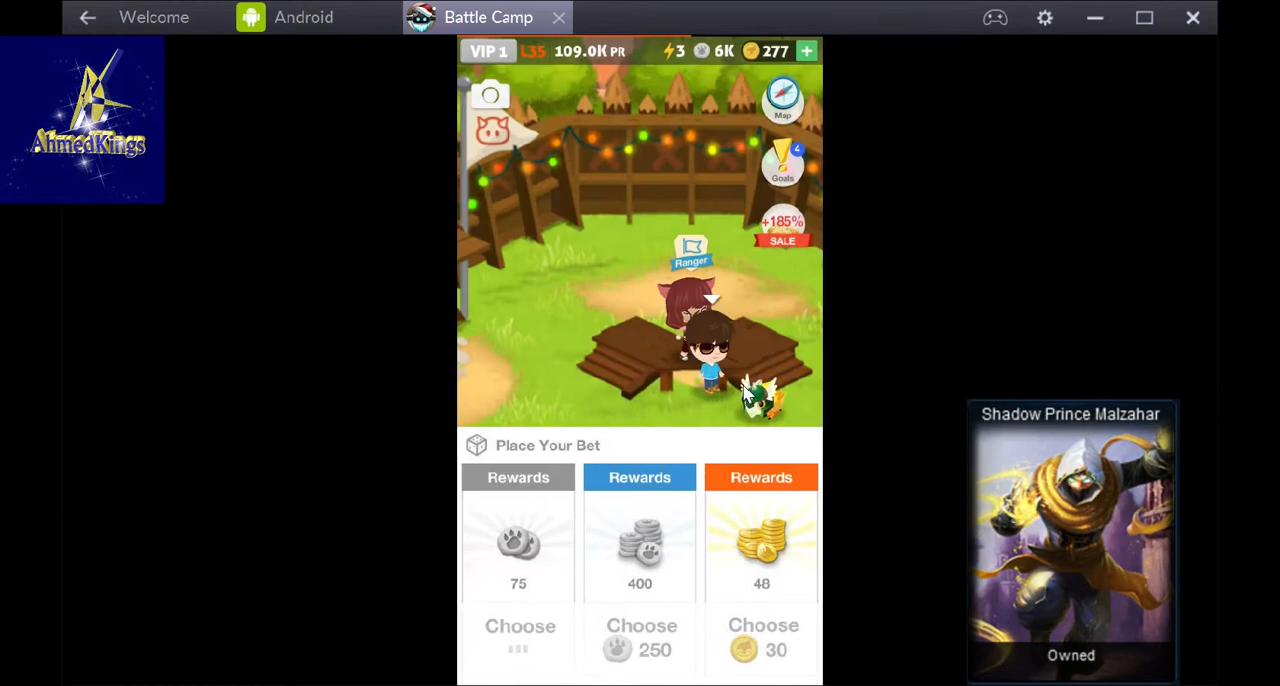 Welcome
Android
Battle Camp
VIP 1 L35 109.0K PR 3 6K 277 +
AhmedKings
Map
4
Goals
+185%
SALE
Ranger
Place Your Bet
Rewards Rewards Rewards
75 400 48
Choose Choose Choose
250 30
Shadow Prince Malzahar
Owned